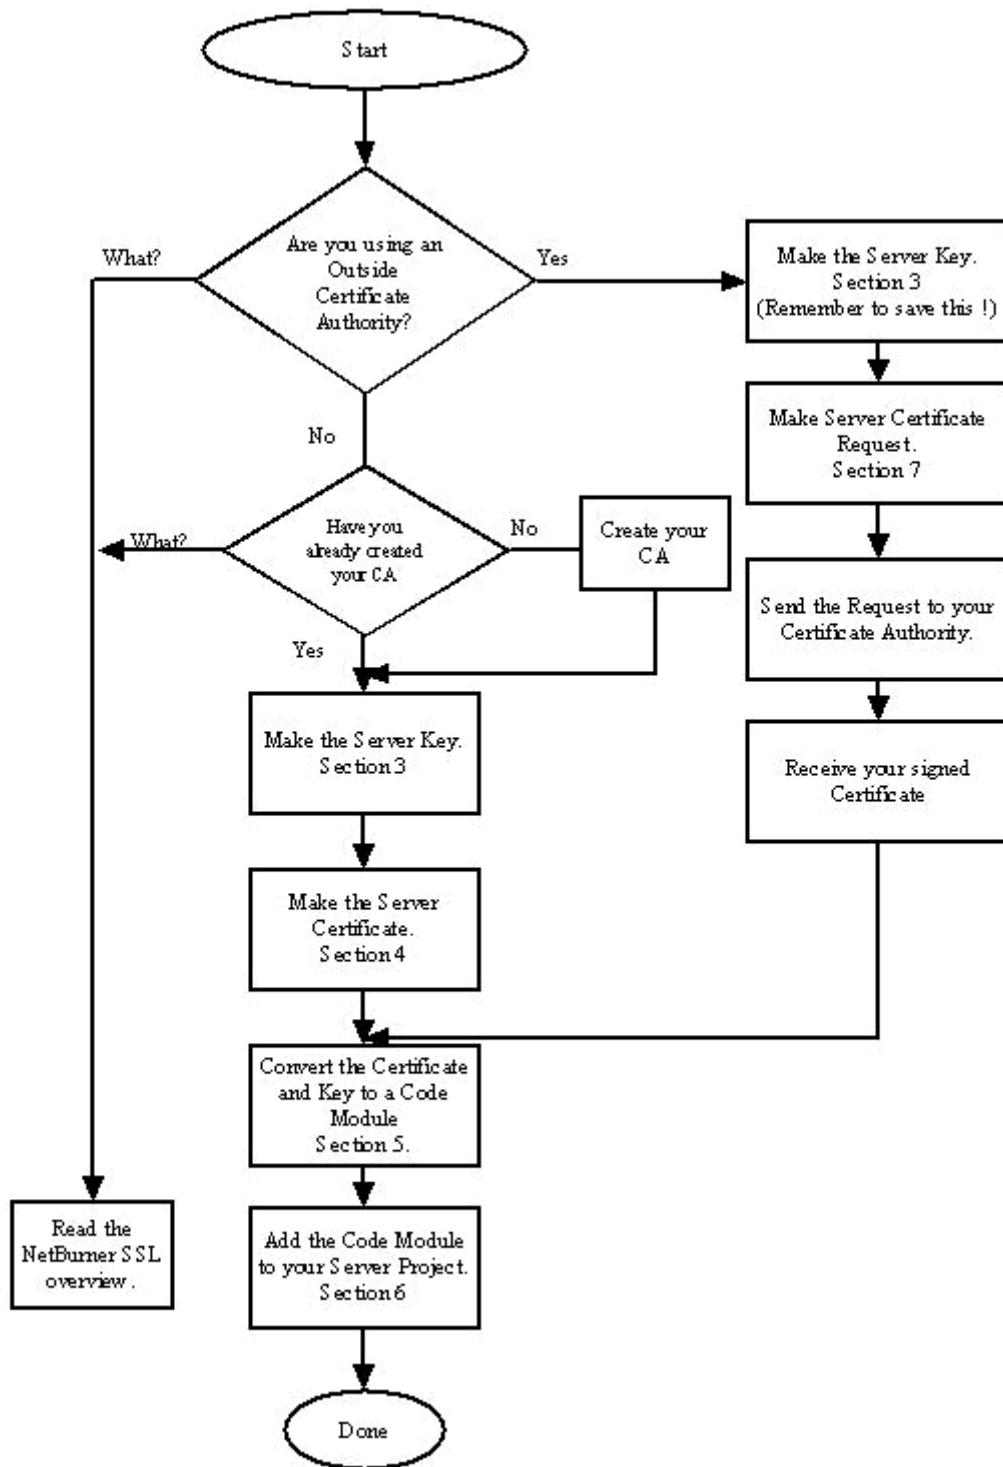 Start
Are you using an
Outside
Certificate
Authority?
What?
Yes
Make the Server Key.
Section 3
(Remember to save this !)
Make Server Certificate
Request.
Section 7
No
Have you
already created
your CA
What?
No
Create your
CA
Send the Request to your
Certificate Authority.
Yes
Make the Server Key.
Section 3
Receive your signed
Certificate
Make the Server
Certificate.
Section 4
Convert the Certificate
and Key to a Code
Module
Section 5.
Read the
NetBurner SSL
overview.
Add the Code Module
to your Server Project.
Section 6
Done